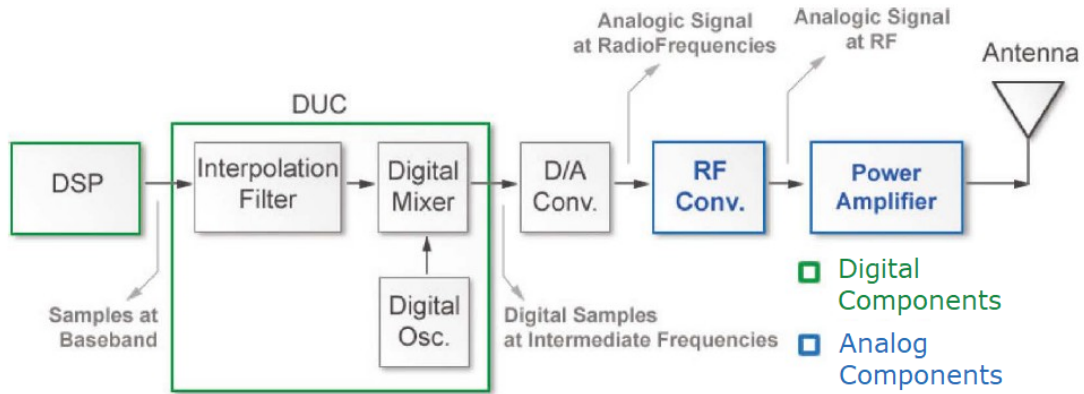 Analogic Signal
at RadioFrequencies
Analogic Signal
at RF
Antenna
DUC
DSP
Interpolation
Filter
Digital
Mixer
D/A
Conv.
RF
Conv.
Power
Amplifier
Digital
Osc.
Samples at
Baseband
Digital Samples
at Intermediate Frequencies
Digital
Components
Analog
Components